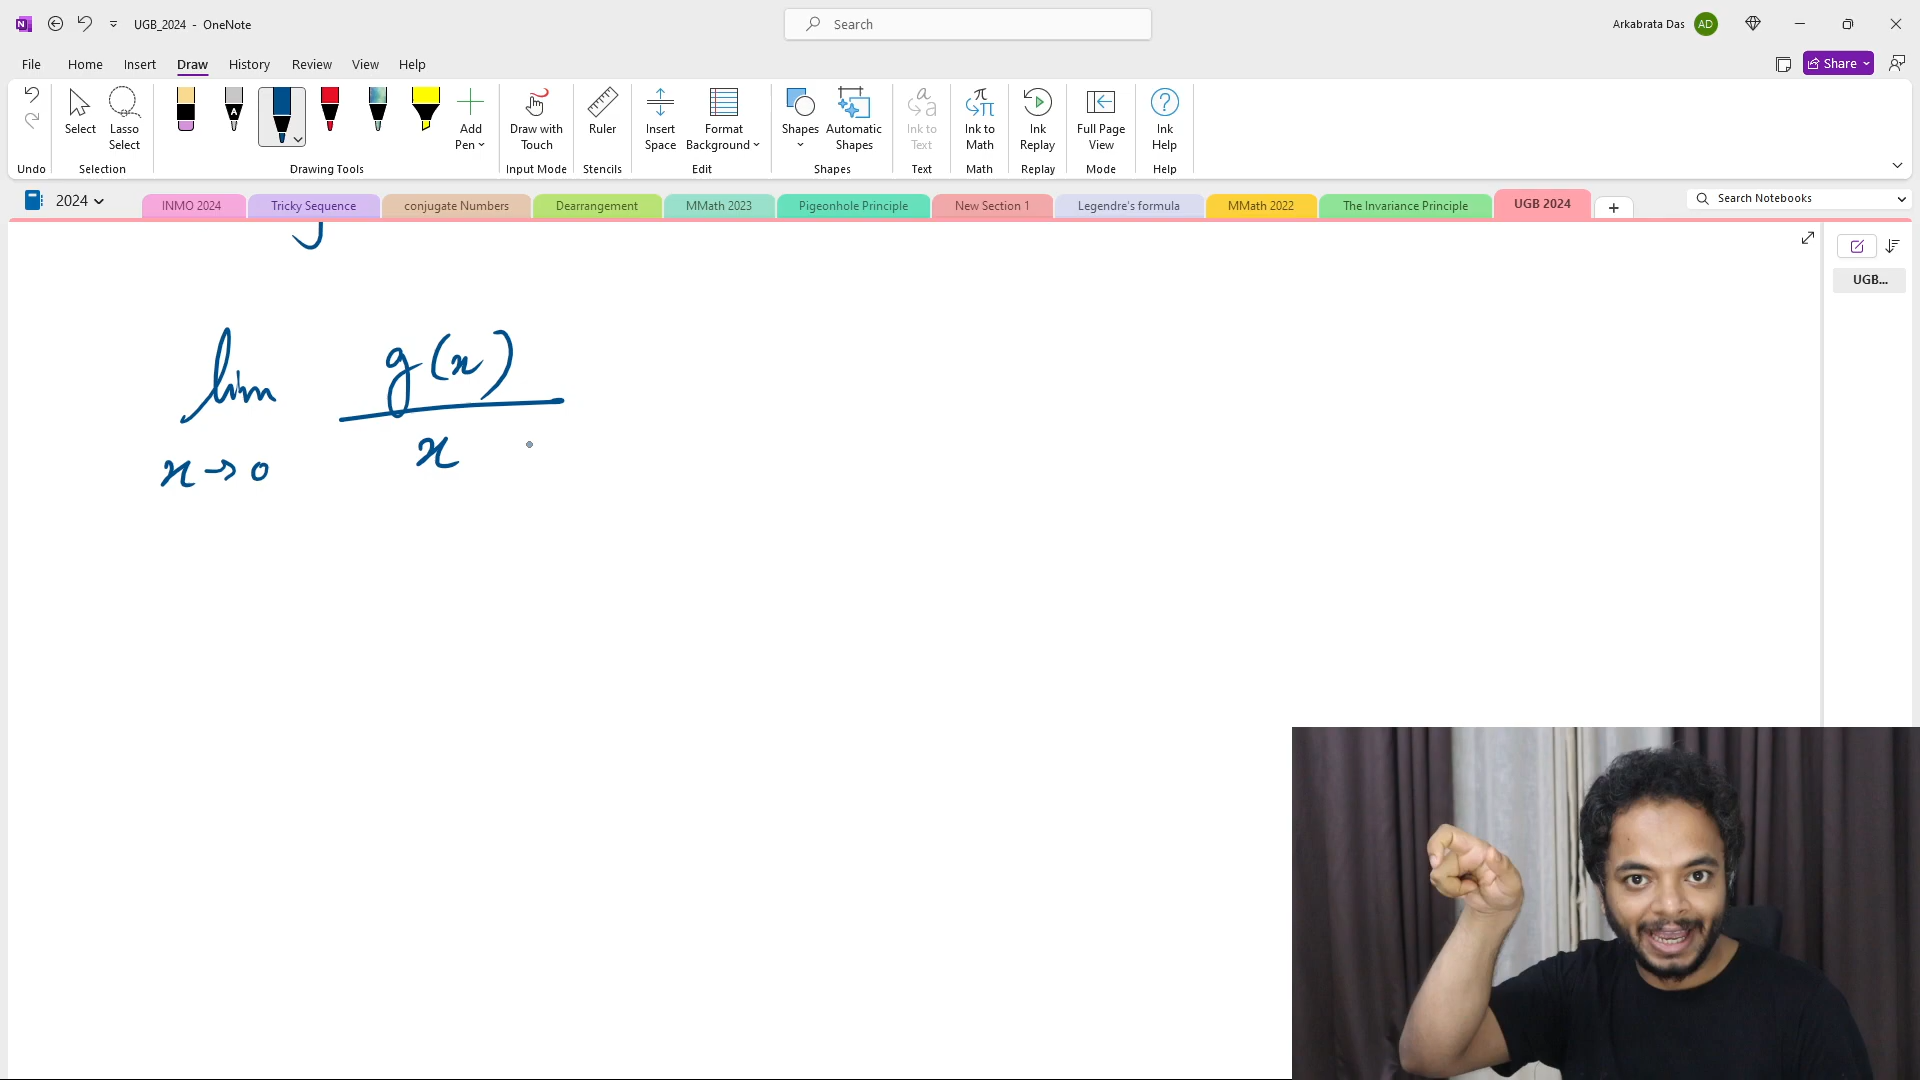 UGB_2024 - OneNote
Search
Arkabrata Das AD
File Home Insert Draw History Review View Help
Share
Select
Lasso Select
Add Pen
Draw with Touch
Ruler
Insert Space
Format Background
Shapes
Automatic Shapes
Ink to Text
Ink to Math
Ink Replay
Full Page View
Ink Help
Undo Selection Drawing Tools Input Mode Stencils Edit Shapes Text Math Replay Mode Help
2024 INMO 2024 Tricky Sequence conjugate Numbers Dearrangement MMath 2023 Pigeonhole Principle New Section 1 Legendre's formula MMath 2022 The Invariance Principle UGB 2024 + Search Notebooks
UGB...
lim g(x)
x→0 x